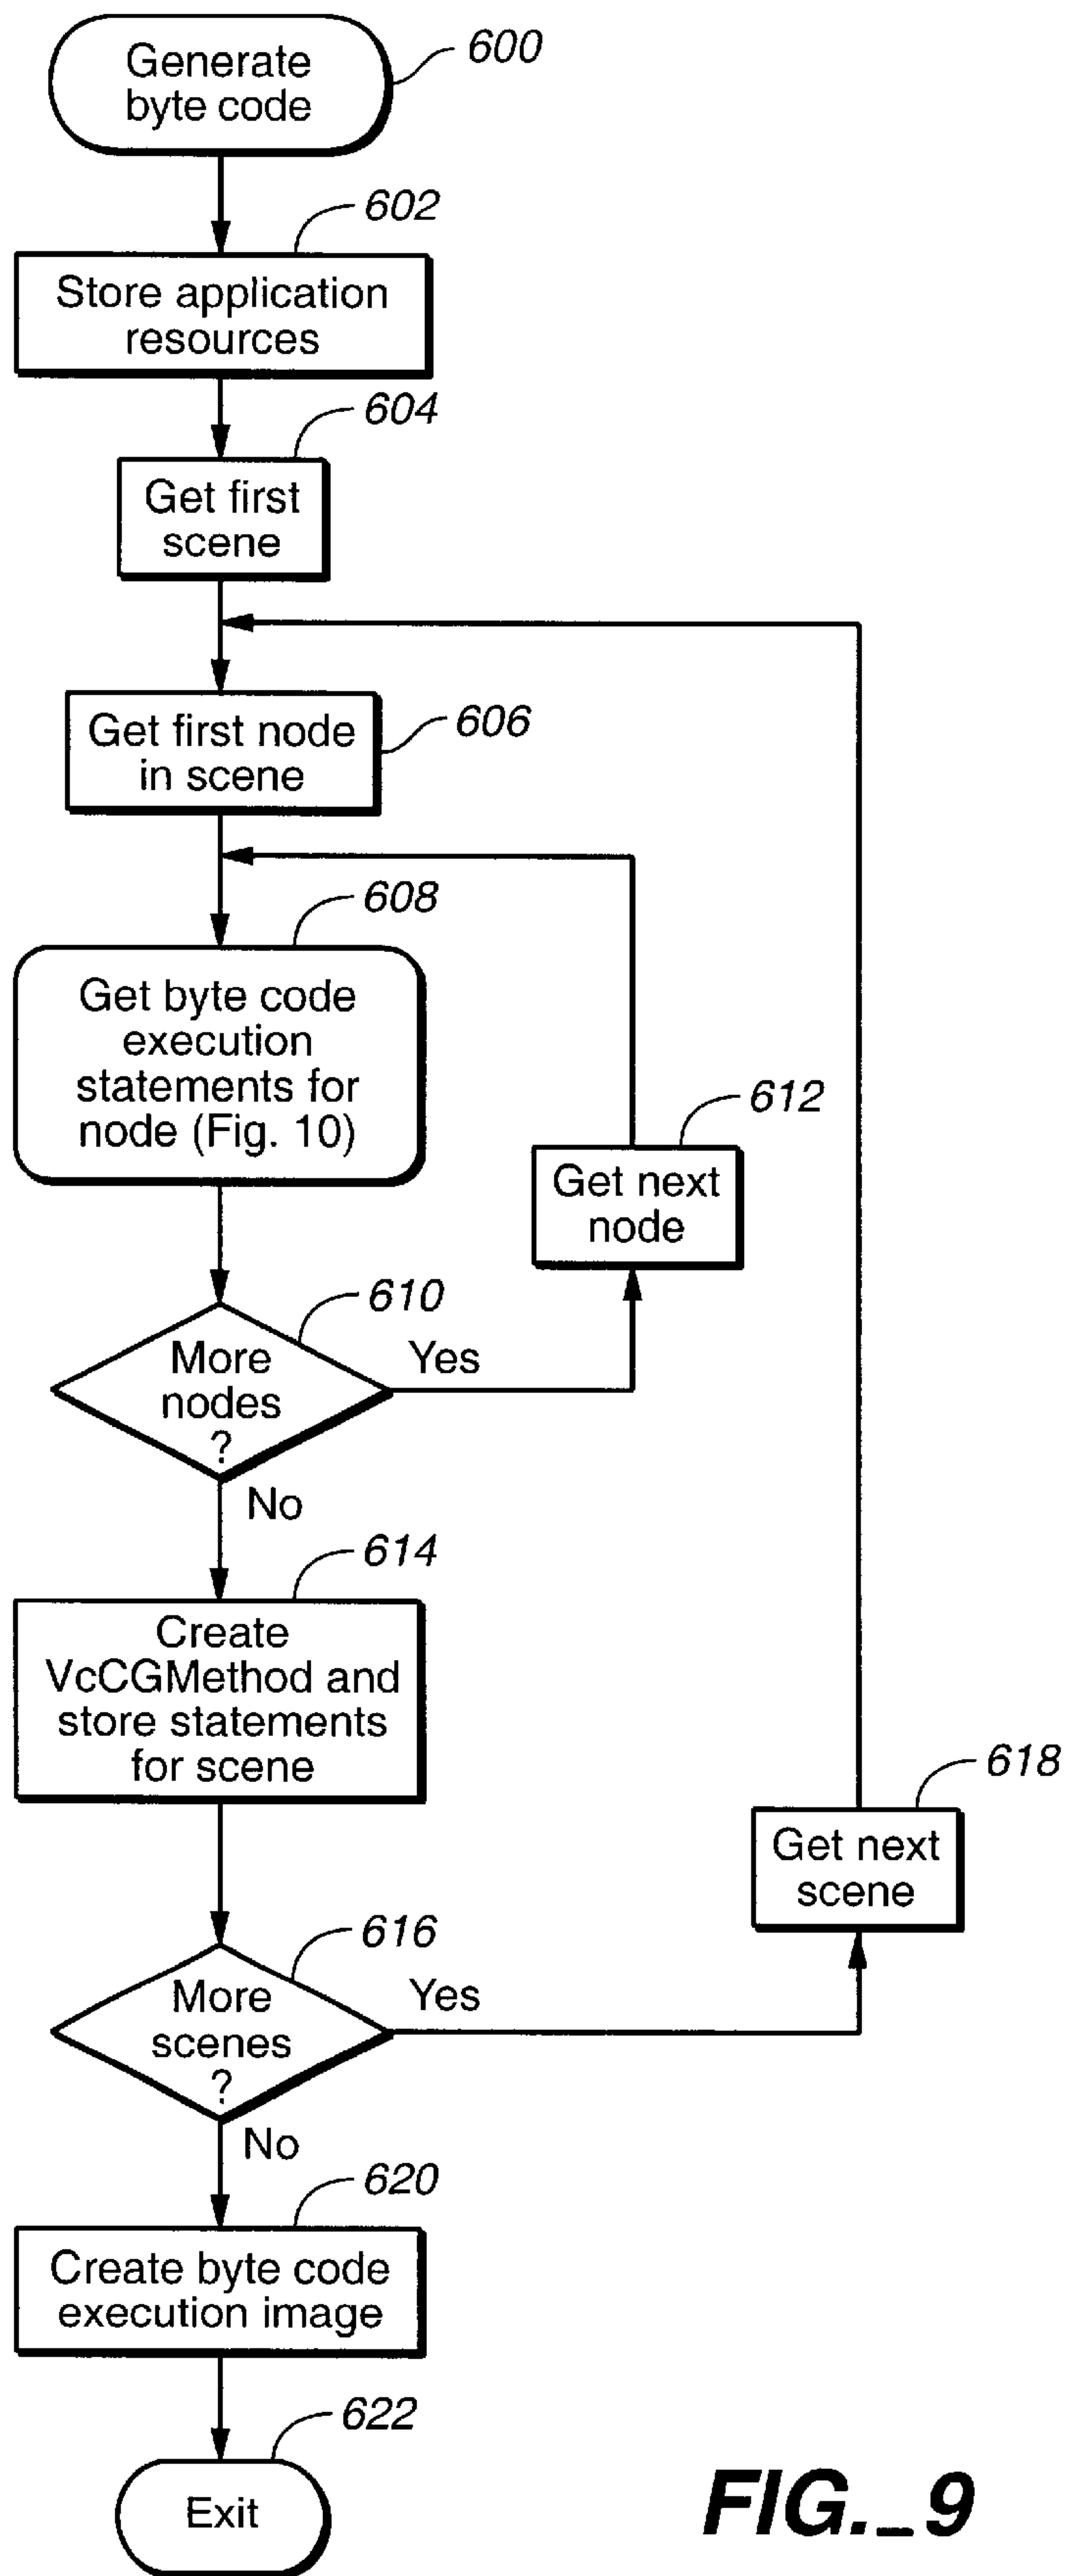 Generate
byte code
600
602
Store application
resources
604
Get first
scene
Get first node
in scene
606
608
Get byte code
execution
statements for
node (Fig. 10)
612
Get next
node
610
More
nodes
?
Yes
No
614
Create
VcCGMethod and
store statements
for scene
618
Get next
scene
616
More
scenes
?
Yes
No
620
Create byte code
execution image
622
Exit
FIG._9